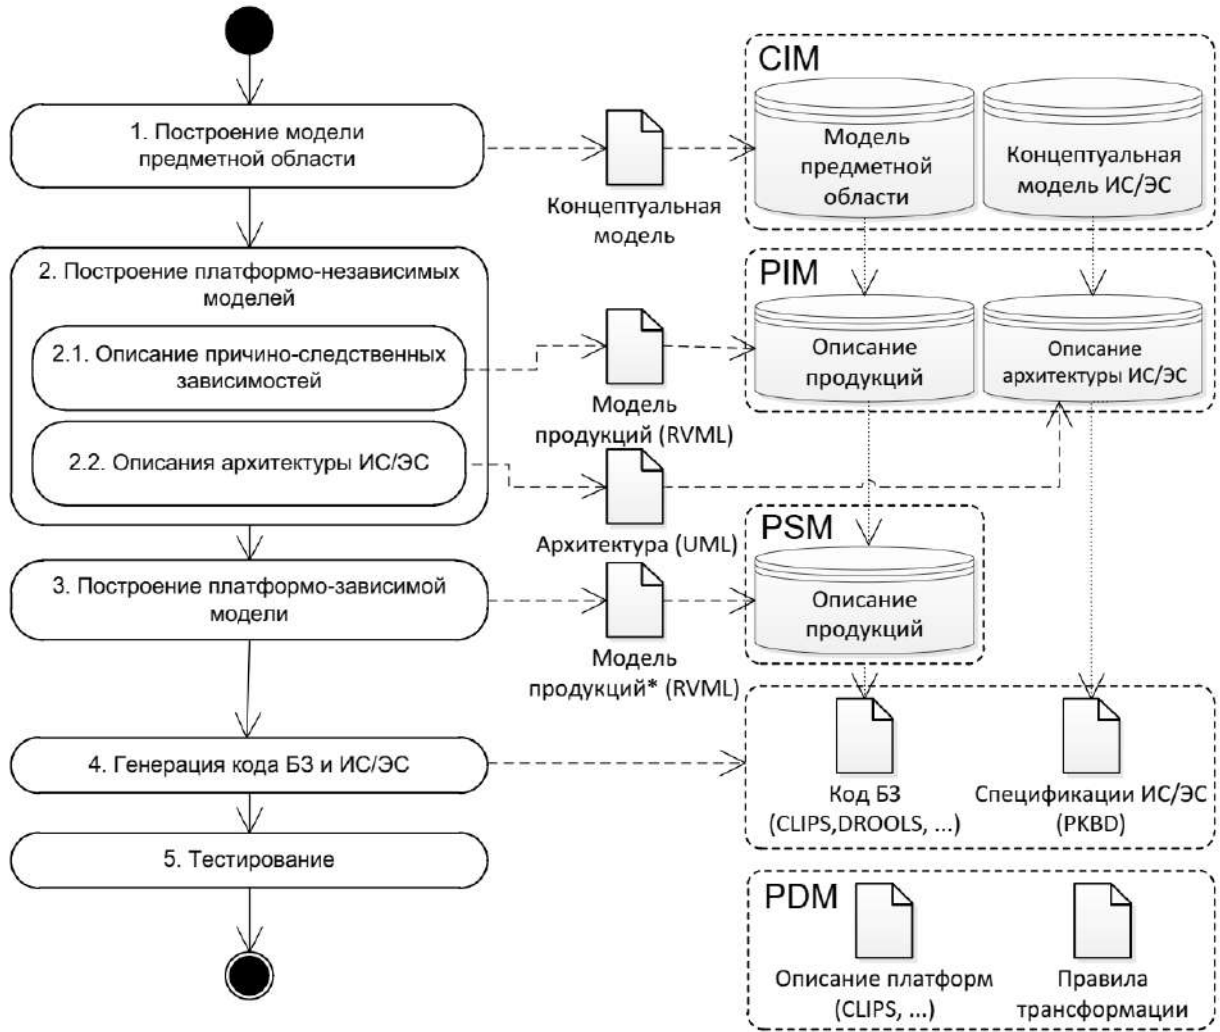 1. Построение модели
предметной области
Концептуальная
модель
CIM
Модель
предметной
области
Концептуальная
модель ИС/ЭС
2. Построение платформо-независимых
моделей
2.1. Описание причино-следственных
зависимостей
2.2. Описания архитектуры ИС/ЭС
Модель
продукций (RVML)
Архитектура (UML)
PIM
Описание
продукций
Описание
архитектуры ИС/ЭС
3. Построение платформо-зависимой
модели
Модель
продукций* (RVML)
PSM
Описание
продукций
4. Генерация кода БЗ и ИС/ЭС
Код БЗ
(CLIPS,DROOLS, ...)
Спецификации ИС/ЭС
(PKBD)
5. Тестирование
PDM
Описание платформ
(CLIPS, ...)
Правила
трансформации